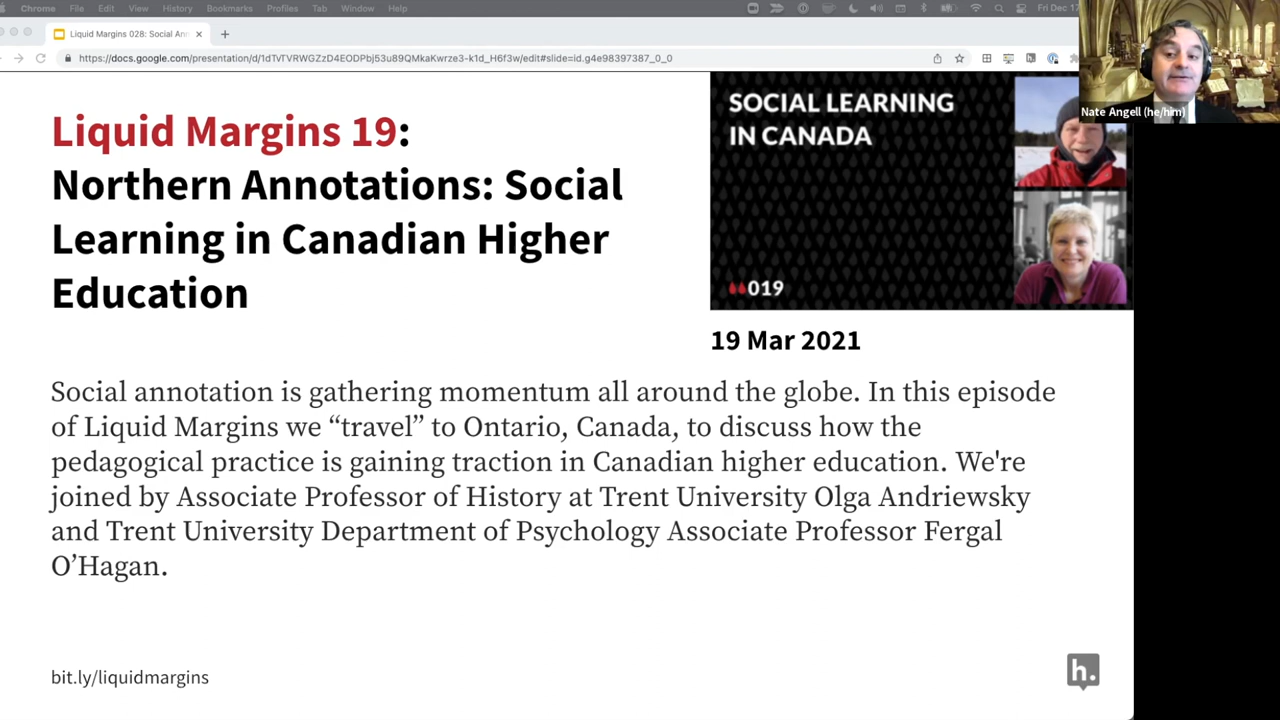 Chrome File Edit View History Bookmarks Profiles Tab Window Help
Fri Dec 17
Liquid Margins 028: Social Ann
https://docs.google.com/presentation/d/1dTVTVRWGZzD4EODPbj53u89QMkaKwrze3-k1d_H6f3w/edit#slide=id.g4e98397387_0_0
Nate Angell (he/him)
Liquid Margins 19:
Northern Annotations: Social
Learning in Canadian Higher
Education
SOCIAL LEARNING
IN CANADA
019
19 Mar 2021
Social annotation is gathering momentum all around the globe. In this episode
of Liquid Margins we “travel” to Ontario, Canada, to discuss how the
pedagogical practice is gaining traction in Canadian higher education. We're
joined by Associate Professor of History at Trent University Olga Andriewsky
and Trent University Department of Psychology Associate Professor Fergal
O’Hagan.
bit.ly/liquidmargins
h.